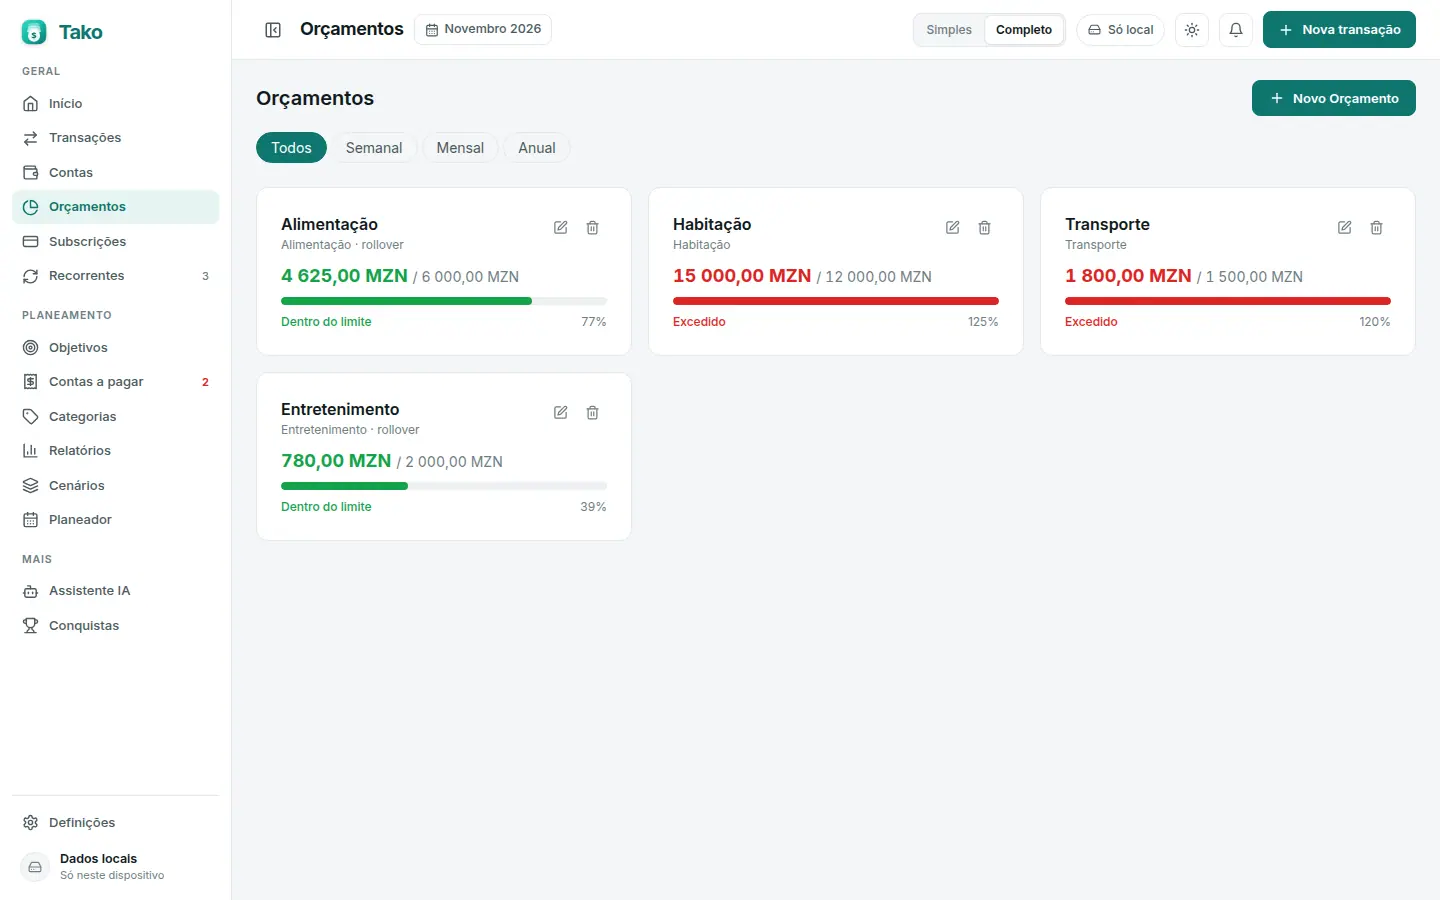 Tako
GERAL
Início
Transações
Contas
Orçamentos
Subscrições
Recorrentes 3
PLANEAMENTO
Objetivos
Contas a pagar 2
Categorias
Relatórios
Cenários
Planeador
MAIS
Assistente IA
Conquistas
Definições
Dados locais
Só neste dispositivo
Orçamentos Novembro 2026 Simples Completo Só local Nova transação
Orçamentos Novo Orçamento
Todos Semanal Mensal Anual
Alimentação
Alimentação · rollover
4 625,00 MZN / 6 000,00 MZN
Dentro do limite 77%
Habitação
Habitação
15 000,00 MZN / 12 000,00 MZN
Excedido 125%
Transporte
Transporte
1 800,00 MZN / 1 500,00 MZN
Excedido 120%
Entretenimento
Entretenimento · rollover
780,00 MZN / 2 000,00 MZN
Dentro do limite 39%